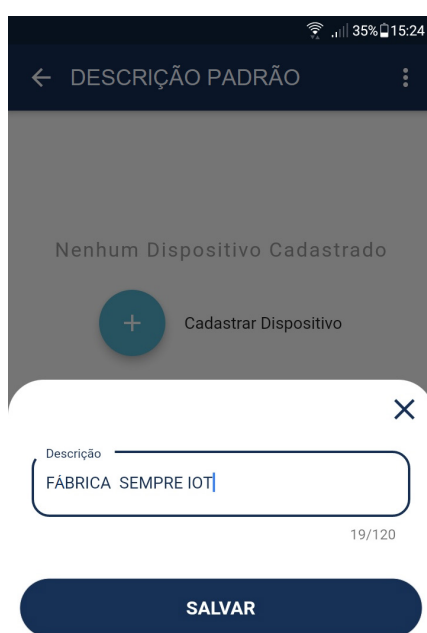 35% 15:24
DESCRIÇÃO PADRÃO
Nenhum Dispositivo Cadastrado
Cadastrar Dispositivo
Descrição
FÁBRICA  SEMPRE IOT
19/120
SALVAR